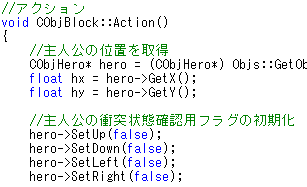 //アクション
void CObjBlock::Action()
{
//主人公の位置を取得
CObjHero* hero = (CObjHero*) Objs::GetOb
float hx = hero->GetX();
float hy = hero->GetY();
//主人公の衝突状態確認用フラグの初期化
hero->SetUp(false);
hero->SetDown(false);
hero->SetLeft(false);
hero->SetRight(false);